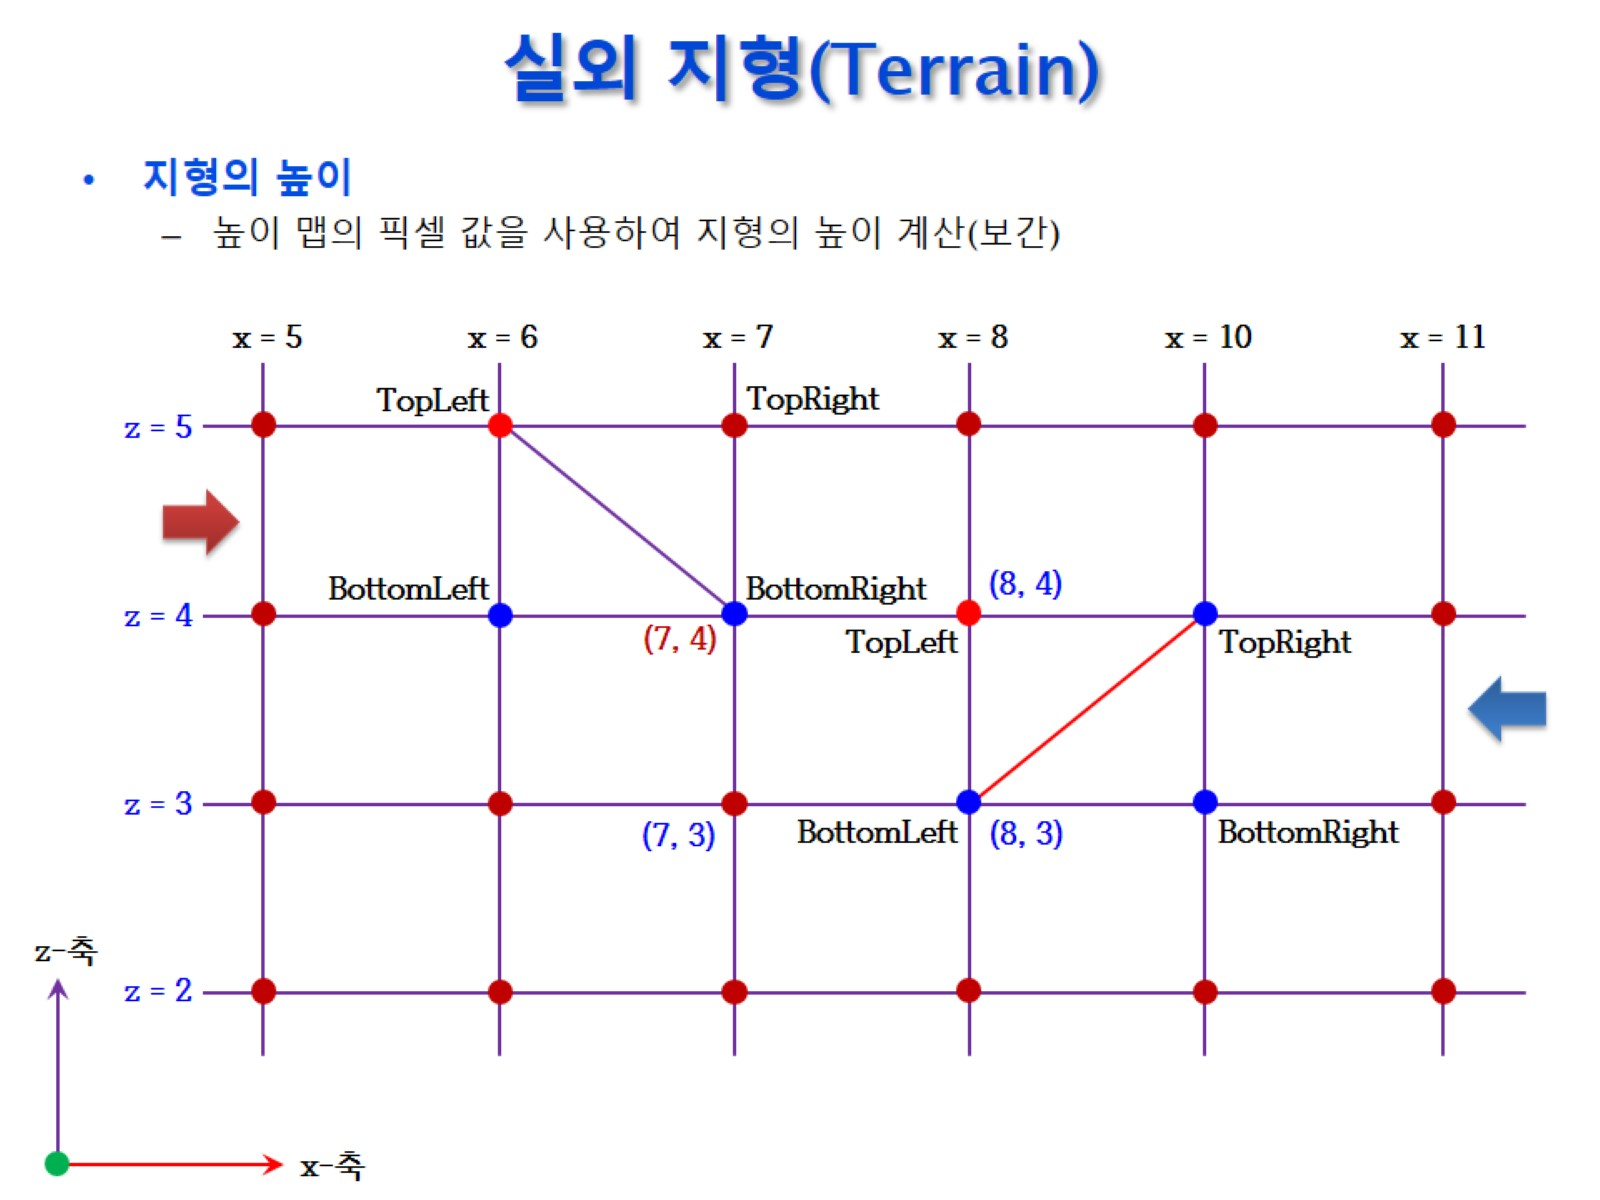 실외 지형(Terrain)
• 지형의 높이
– 높이 맵의 픽셀 값을 사용하여 지형의 높이 계산(보간)
x = 5 x = 6 x = 7 x = 8 x = 10 x = 11
TopLeft TopRight
z = 5
BottomLeft BottomRight (8, 4)
z = 4
(7, 4) TopLeft TopRight
z = 3
(7, 3) BottomLeft (8, 3) BottomRight
z-축
z = 2
x-축